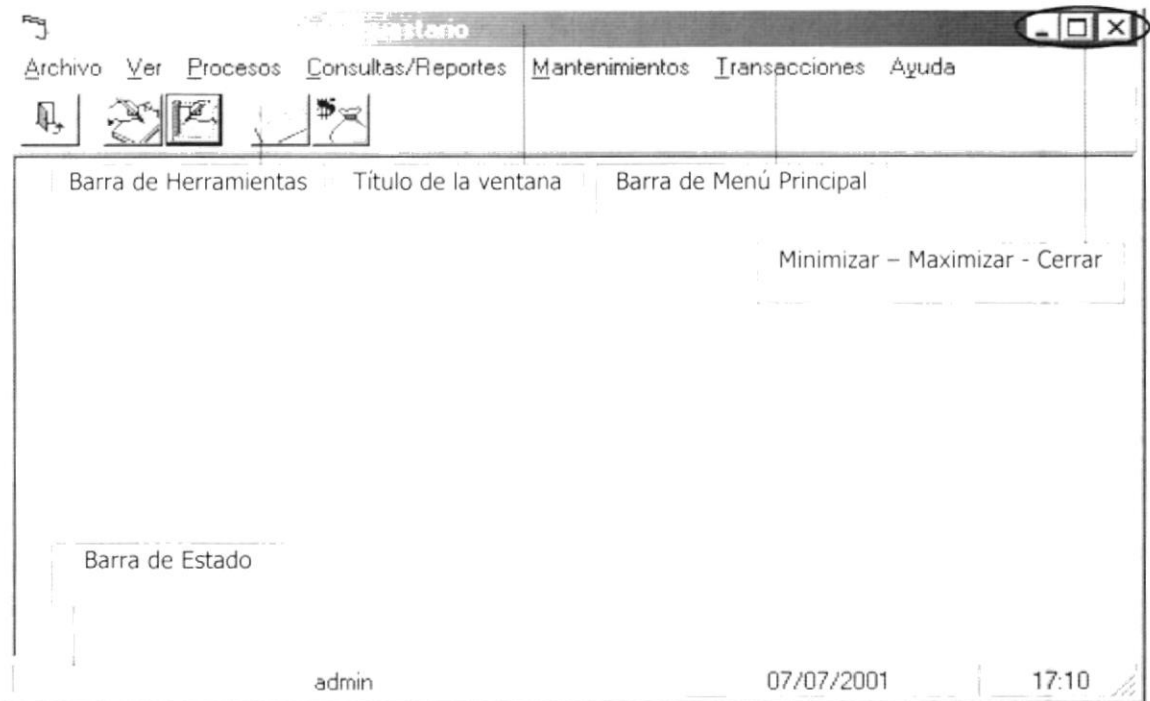 Archivo Ver Procesos Consultas/Reportes Mantenimientos Transacciones Ayuda
$
Barra de Herramientas Título de la ventana Barra de Menú Principal
Minimizar – Maximizar - Cerrar
Barra de Estado
admin 07/07/2001 17:10